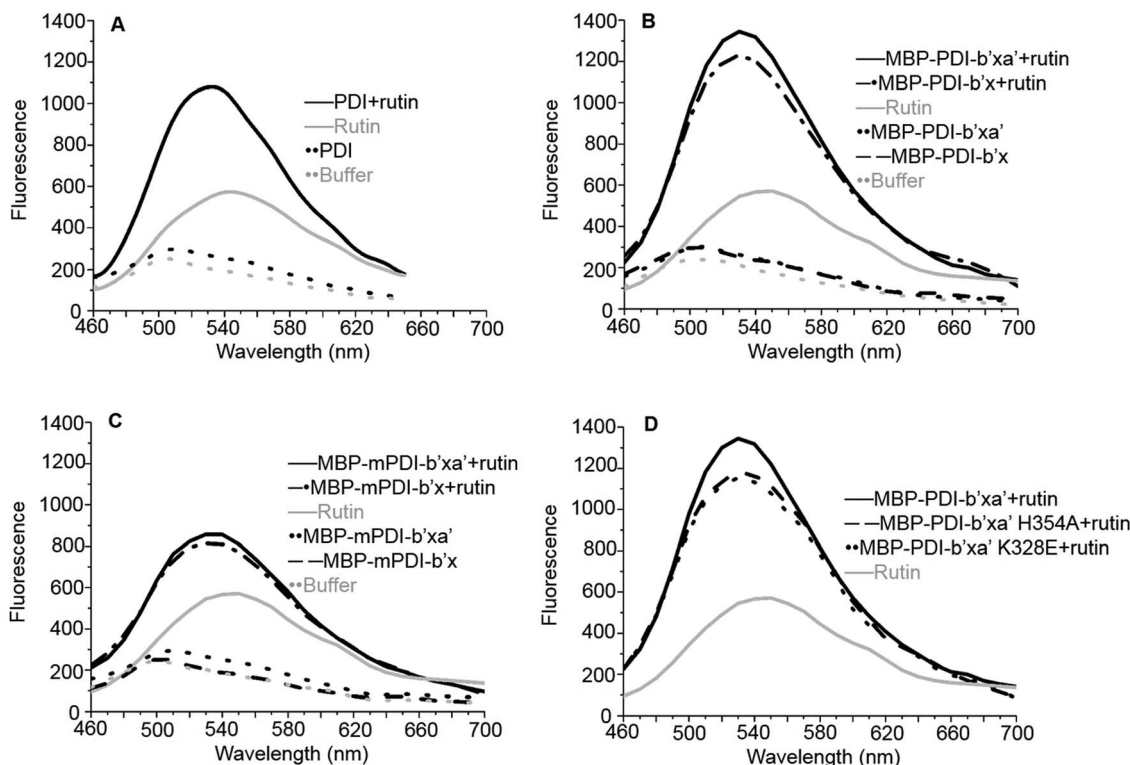 A
1400
1200
1000
800
600
400
200
0
Fluorescence
PDI+rutin
Rutin
PDI
Buffer
460 500 540 580 620 660 700
Wavelength (nm)
B
1400
1200
1000
800
600
400
200
0
Fluorescence
MBP-PDI-b'xa'+rutin
MBP-PDI-b'x+rutin
Rutin
MBP-PDI-b'xa'
MBP-PDI-b'x
Buffer
460 500 540 580 620 660 700
Wavelength (nm)
C
1400
1200
1000
800
600
400
200
0
Fluorescence
MBP-mPDI-b'xa'+rutin
MBP-mPDI-b'x+rutin
Rutin
MBP-mPDI-b'xa'
MBP-mPDI-b'x
Buffer
460 500 540 580 620 660 700
Wavelength (nm)
D
1400
1200
1000
800
600
400
200
0
Fluorescence
MBP-PDI-b'xa'+rutin
MBP-PDI-b'xa' H354A+rutin
MBP-PDI-b'xa' K328E+rutin
Rutin
460 500 540 580 620 660 700
Wavelength (nm)